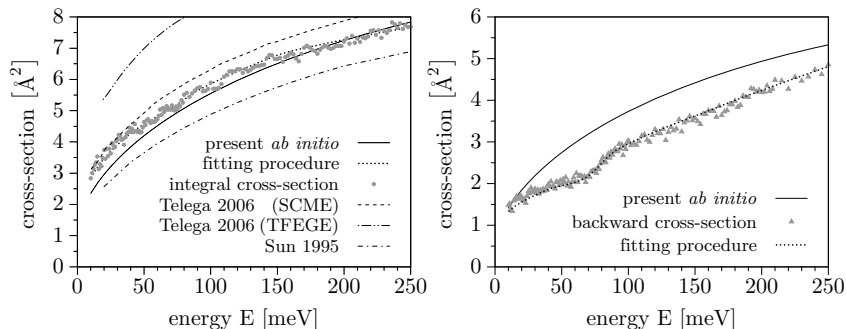 8
7
6
5
4
3
2
1
0
0 50 100 150 200 250
cross-section [Å²]
energy E [meV]
present ab initio
fitting procedure
integral cross-section
Telega 2006 (SCME)
Telega 2006 (TFEGE)
Sun 1995
6
5
4
3
2
1
0
0 50 100 150 200 250
cross-section [Å²]
energy E [meV]
present ab initio
backward cross-section
fitting procedure